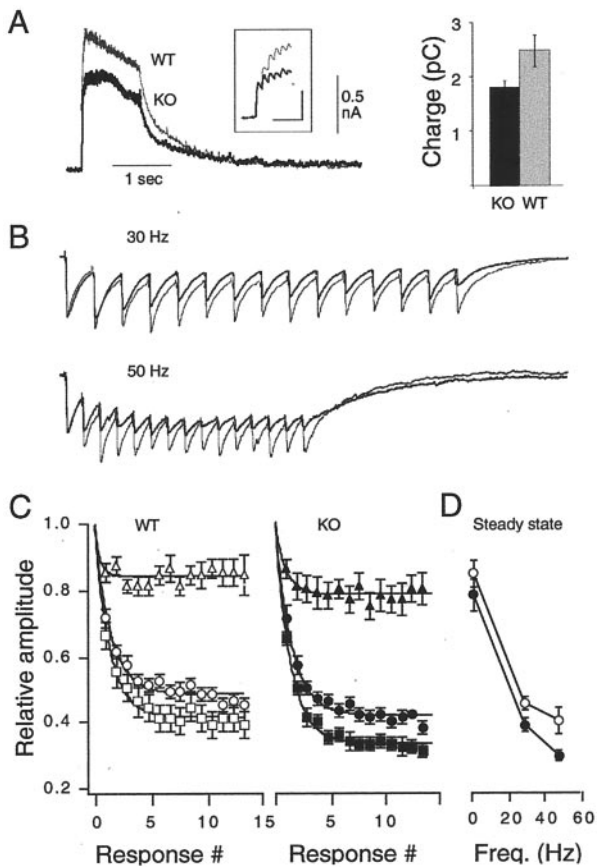 A
WT
KO
0.5
nA
1 sec
Charge (pC)
3
2
1
KO WT
B
30 Hz
50 Hz
C
WT
KO
D
Steady state
Relative amplitude
1.0
0.8
0.6
0.4
0.2
0 5 10 15
0 5 10
0 20 40 60
Response #
Response #
Freq. (Hz)